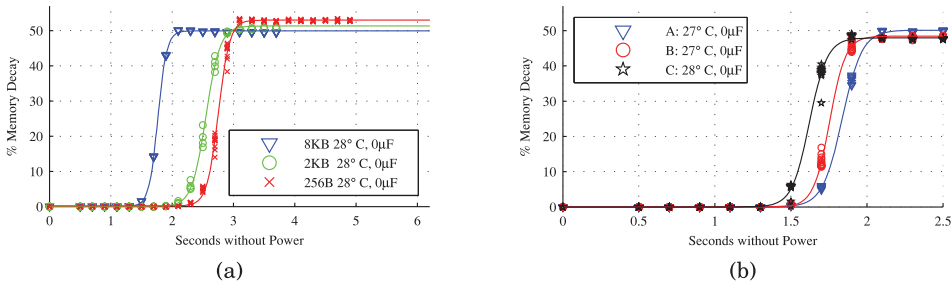 50
40
30
20
10
0
% Memory Decay
8KB 28° C, 0µF
2KB 28° C, 0µF
256B 28° C, 0µF
0 1 2 3 4 5 6
Seconds without Power
(a)
50
40
30
20
10
0
% Memory Decay
A: 27° C, 0µF
B: 27° C, 0µF
C: 28° C, 0µF
0 0.5 1 1.5 2 2.5
Seconds without Power
(b)